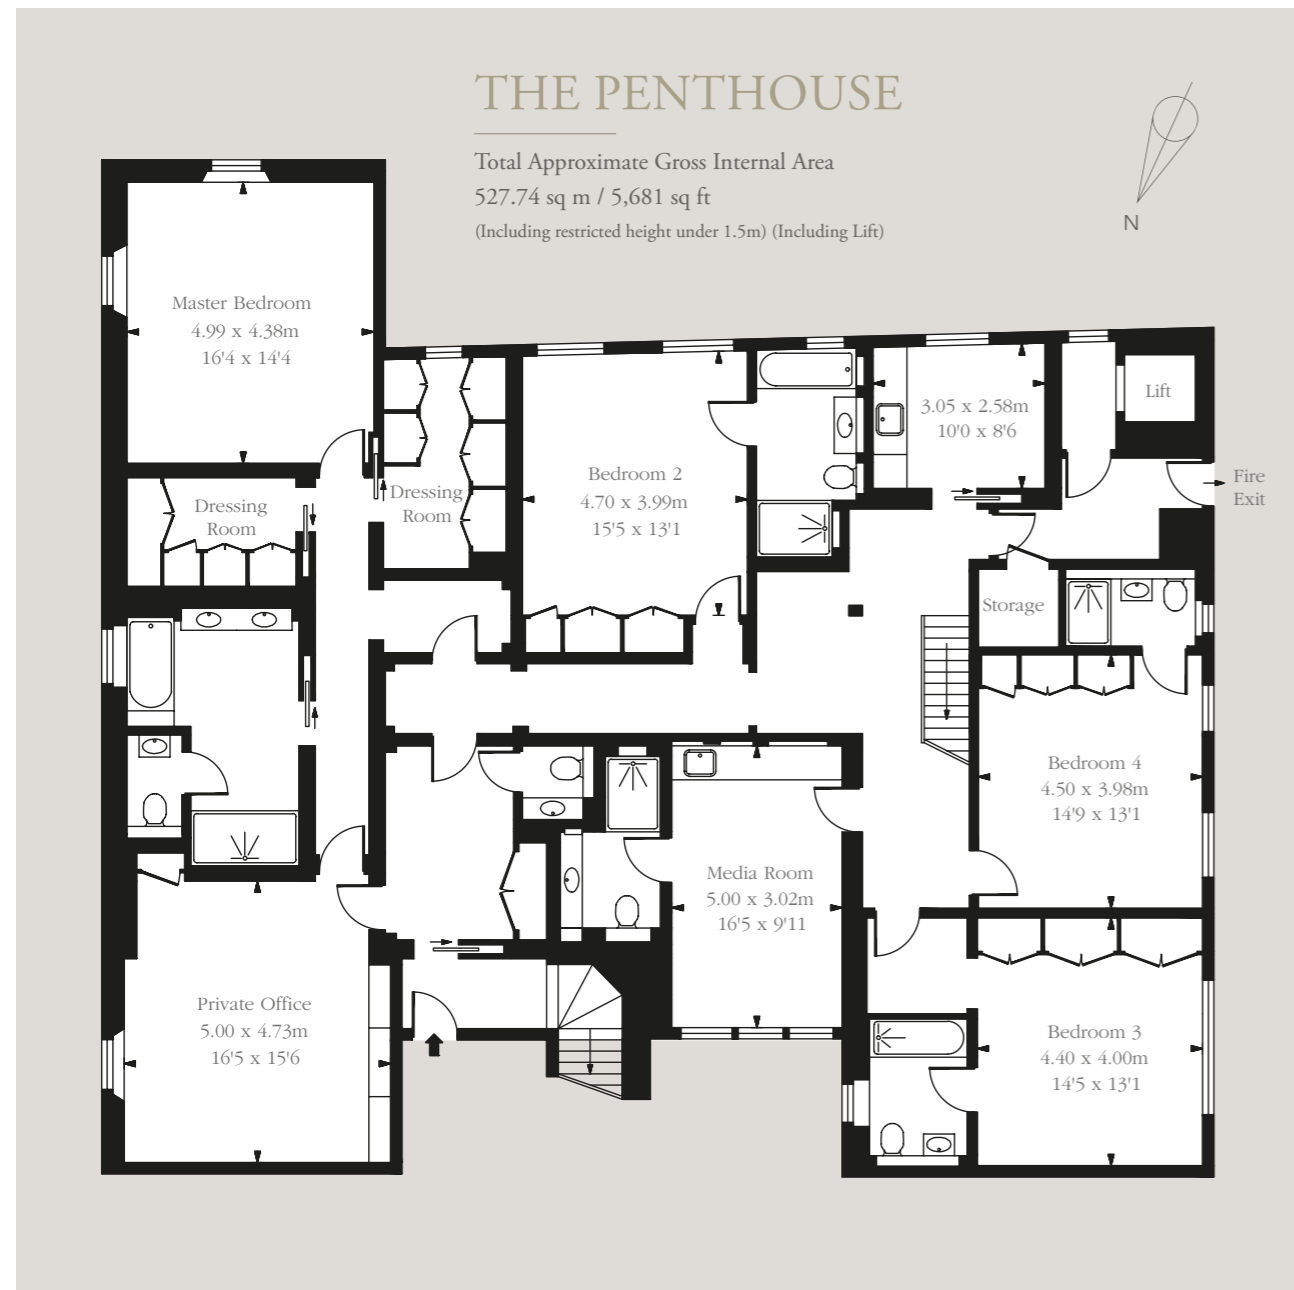 THE PENTHOUSE
Total Approximate Gross Internal Area
527.74 sq m / 5,681 sq ft
(Including restricted height under 1.5m) (Including Lift)
N
Master Bedroom
4.99 x 4.38m
16'4 x 14'4
Lift
3.05 x 2.58m
10'0 x 8'6
Bedroom 2
4.70 x 3.99m
15'5 x 13'1
Fire
Exit
Dressing
Room
Dressing
Room
Storage
Bedroom 4
4.50 x 3.98m
14'9 x 13'1
Media Room
5.00 x 3.02m
16'5 x 9'11
Private Office
5.00 x 4.73m
16'5 x 15'6
Bedroom 3
4.40 x 4.00m
14'5 x 13'1